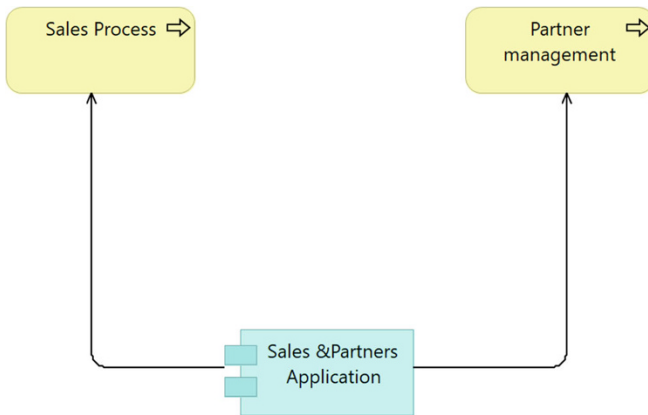 Sales Process
Partner
management
Sales &Partners
Application